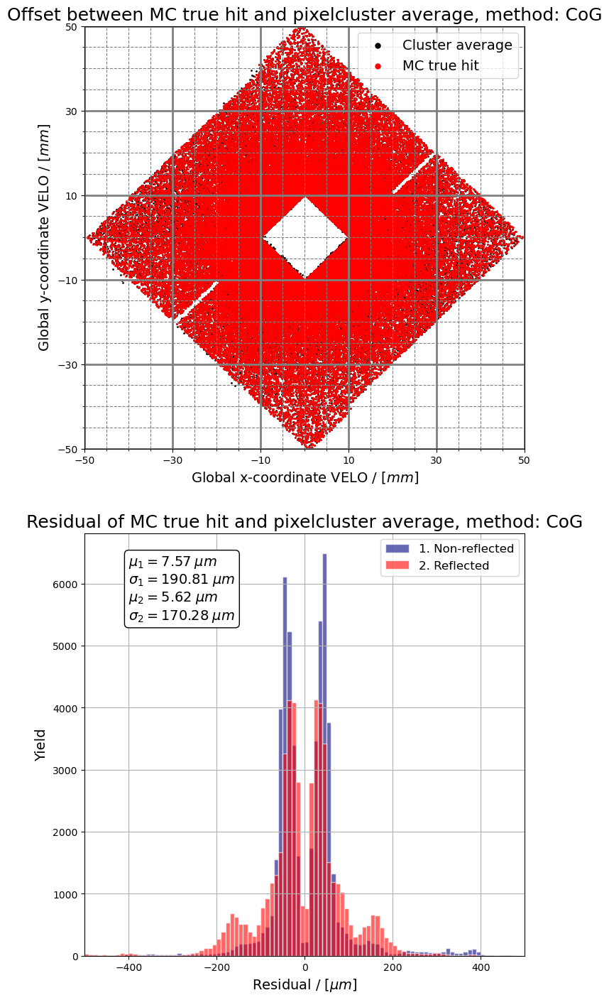 Offset between MC true hit and pixelcluster average, method: CoG
Cluster average
MC true hit
Global y-coordinate VELO / [mm]
50
30
10
−10
−30
−50
−50
−30
−10
10
30
50
Global x-coordinate VELO / [mm]
Residual of MC true hit and pixelcluster average, method: CoG
μ₁ = 7.57 μm
σ₁ = 190.81 μm
μ₂ = 5.62 μm
σ₂ = 170.28 μm
1. Non-reflected
2. Reflected
Yield
6000
5000
4000
3000
2000
1000
0
−400
−200
0
200
400
Residual / [μm]